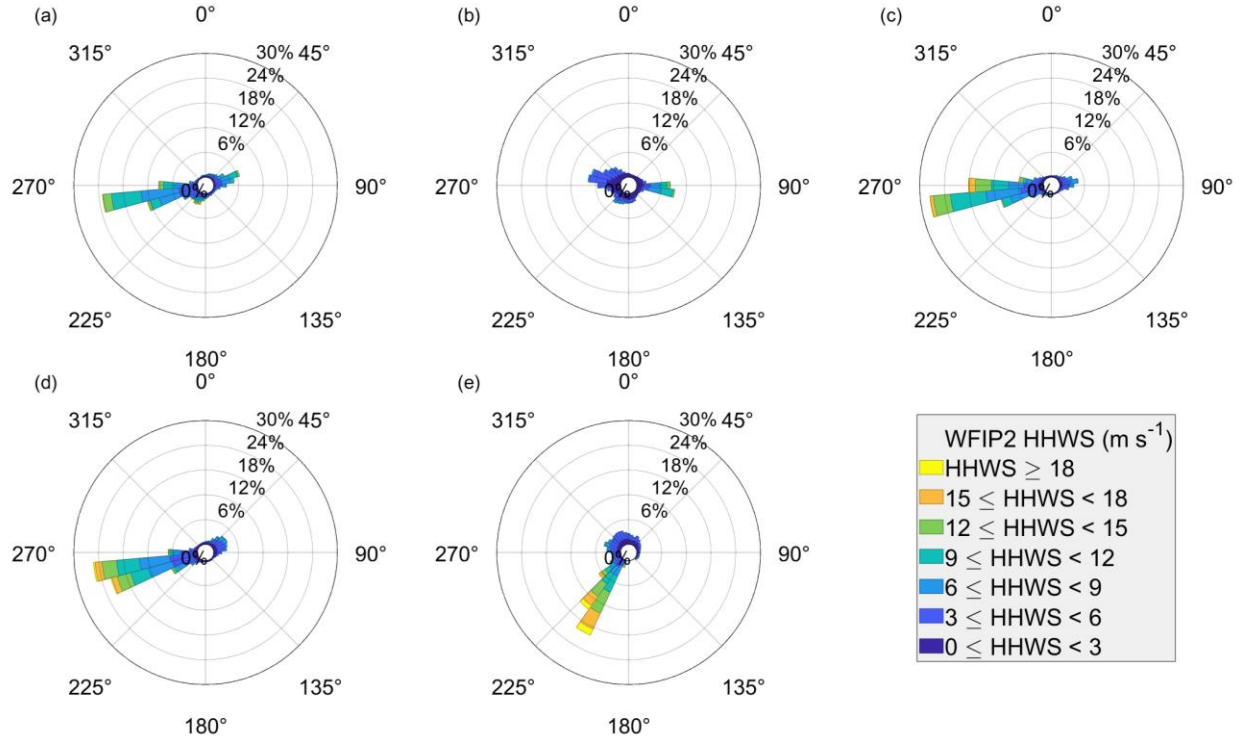 (a) 0° (b) 0° (c) 0°
315° 30% 45° 315° 30% 45° 315° 30% 45°
24% 24% 24%
18% 18% 18%
12% 12% 12%
6% 6% 6%
270° 0% 90° 270° 0% 90° 270° 0% 90°
225° 135° 225° 135° 225° 135°
180° 180° 180°
(d) 0° (e) 0°
315° 30% 45° 315° 30% 45°
24% 24%
18% 18%
12% 12%
6% 6%
270° 0% 90° 270° 0% 90°
225° 135° 225° 135°
180° 180°
WFIP2 HHWS (m s⁻¹)
HHWS ≥ 18
15 ≤ HHWS < 18
12 ≤ HHWS < 15
9 ≤ HHWS < 12
6 ≤ HHWS < 9
3 ≤ HHWS < 6
0 ≤ HHWS < 3